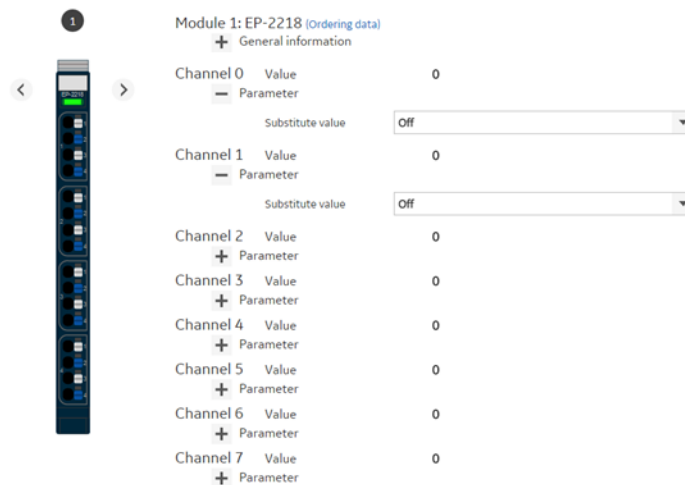 1
Module 1: EP-2218 (Ordering data)
General information
EP-2218
Channel 0 Value 0
Parameter
Substitute value Off
Channel 1 Value 0
Parameter
Substitute value Off
Channel 2 Value 0
Parameter
Channel 3 Value 0
Parameter
Channel 4 Value 0
Parameter
Channel 5 Value 0
Parameter
Channel 6 Value 0
Parameter
Channel 7 Value 0
Parameter